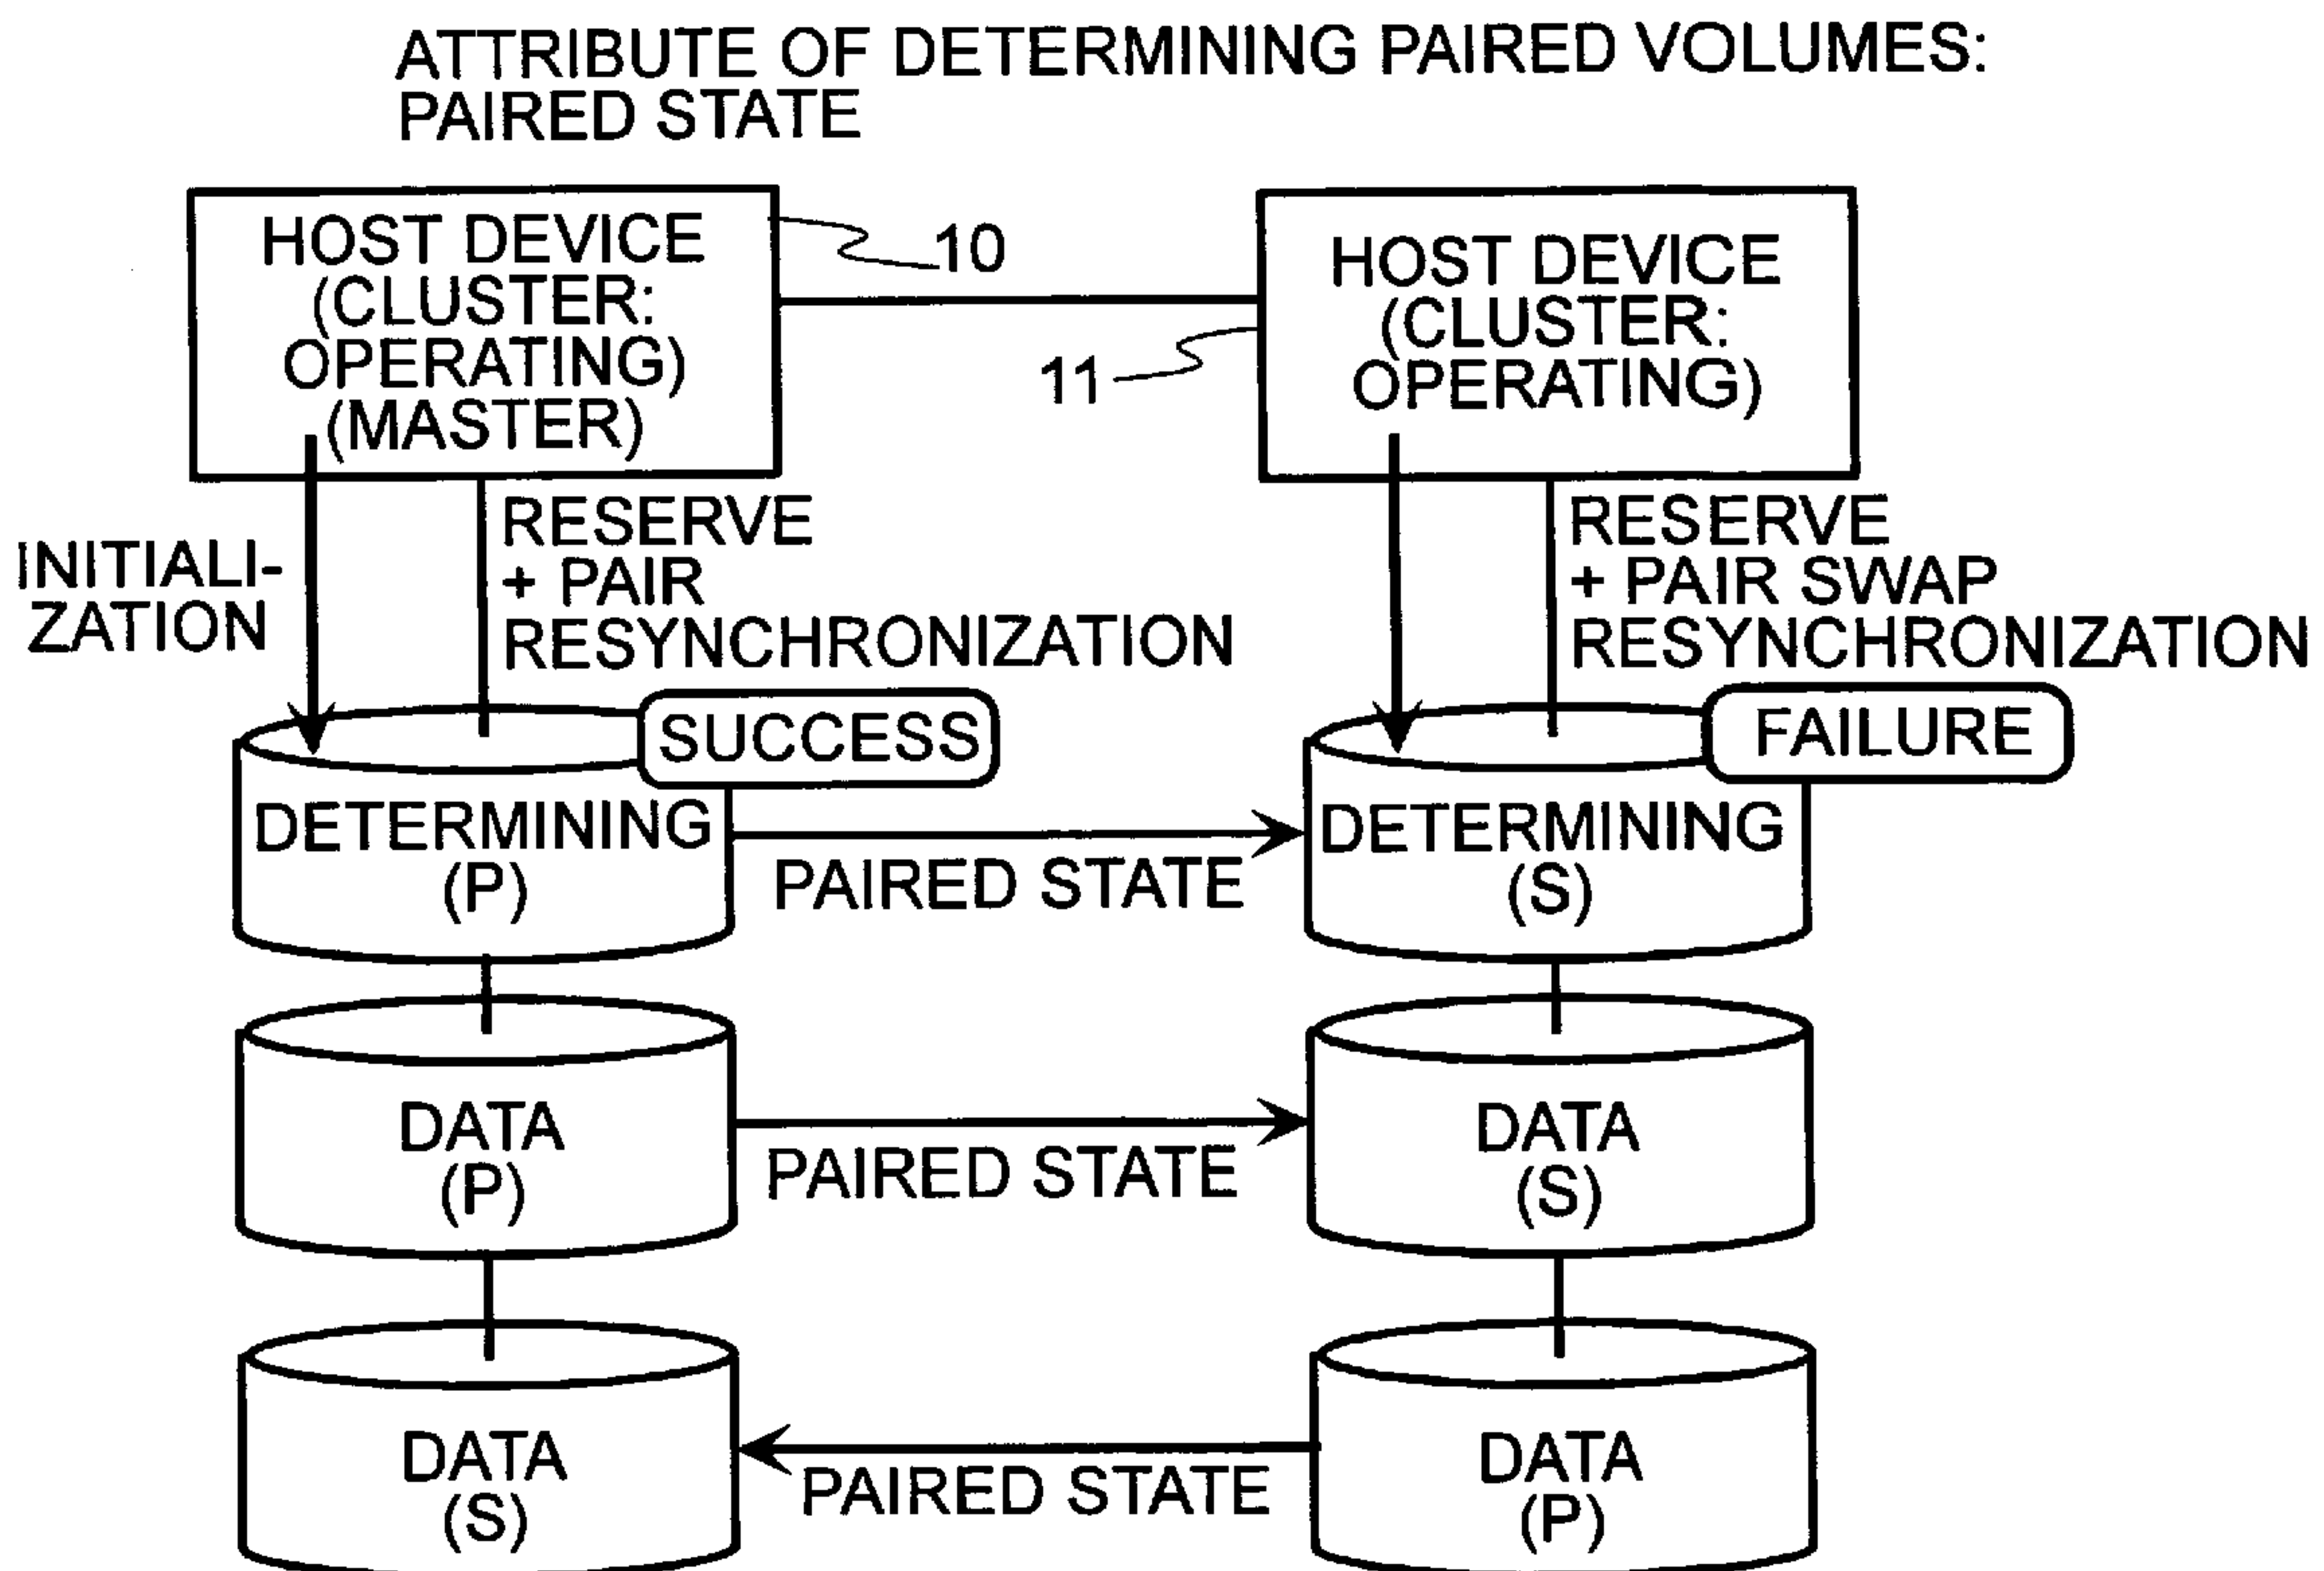 ATTRIBUTE OF DETERMINING PAIRED VOLUMES:
PAIRED STATE
HOST DEVICE
(CLUSTER:
OPERATING)
(MASTER)
10
HOST DEVICE
(CLUSTER:
OPERATING)
11
INITIALI-
ZATION
RESERVE
+ PAIR
RESYNCHRONIZATION
RESERVE
+ PAIR SWAP
RESYNCHRONIZATION
SUCCESS
FAILURE
DETERMINING
(P)
PAIRED STATE
DETERMINING
(S)
DATA
(P)
PAIRED STATE
DATA
(S)
DATA
(S)
PAIRED STATE
DATA
(P)